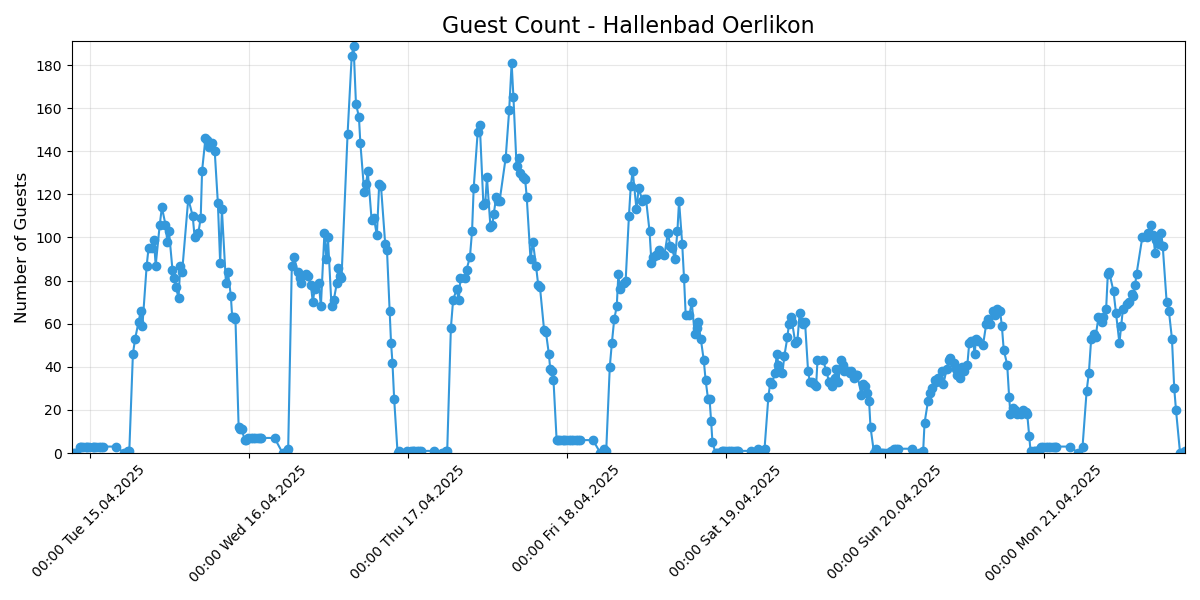 Guest Count - Hallenbad Oerlikon
Number of Guests
180
160
140
120
100
80
60
40
20
0
00:00 Tue 15.04.2025
00:00 Wed 16.04.2025
00:00 Thu 17.04.2025
00:00 Fri 18.04.2025
00:00 Sat 19.04.2025
00:00 Sun 20.04.2025
00:00 Mon 21.04.2025